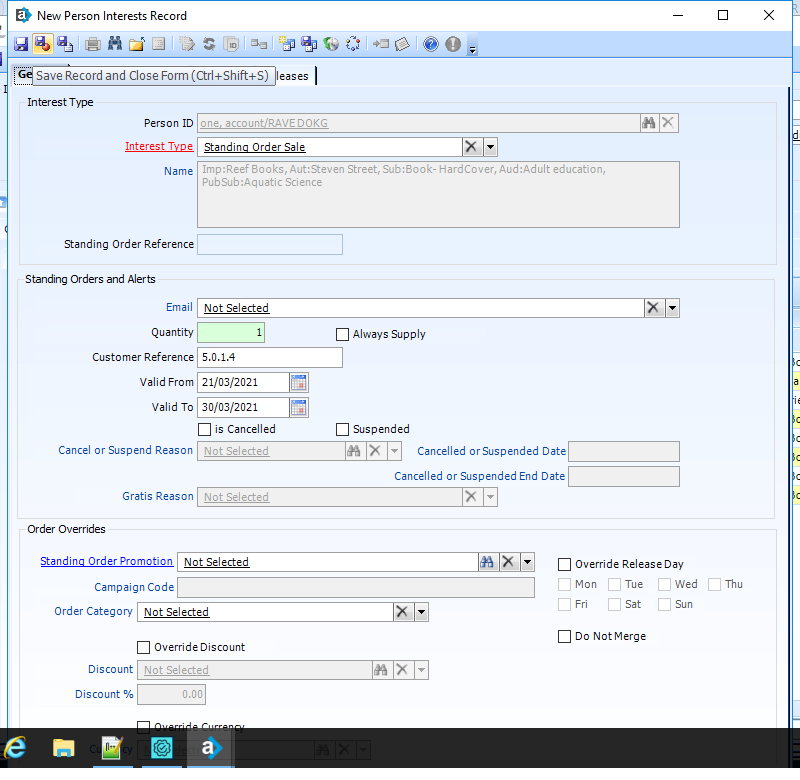 New Person Interests Record
Ge
Save Record and Close Form (Ctrl+Shift+S)
leases
Interest Type
Person ID one, account/RAVE DOKG
Interest Type Standing Order Sale
Name Imp:Reef Books, Aut:Steven Street, Sub:Book- HardCover, Aud:Adult education,
PubSub:Aquatic Science
Standing Order Reference
Standing Orders and Alerts
Email Not Selected
Quantity 1 Always Supply
Customer Reference 5.0.1.4
Valid From 21/03/2021
Valid To 30/03/2021
is Cancelled Suspended
Cancel or Suspend Reason Not Selected Cancelled or Suspended Date
Cancelled or Suspended End Date
Gratis Reason Not Selected
Order Overrides
Standing Order Promotion Not Selected Override Release Day
Campaign Code Mon Tue Wed Thu
Order Category Not Selected Fri Sat Sun
Do Not Merge
Override Discount
Discount Not Selected
Discount % 0.00
Override Currency